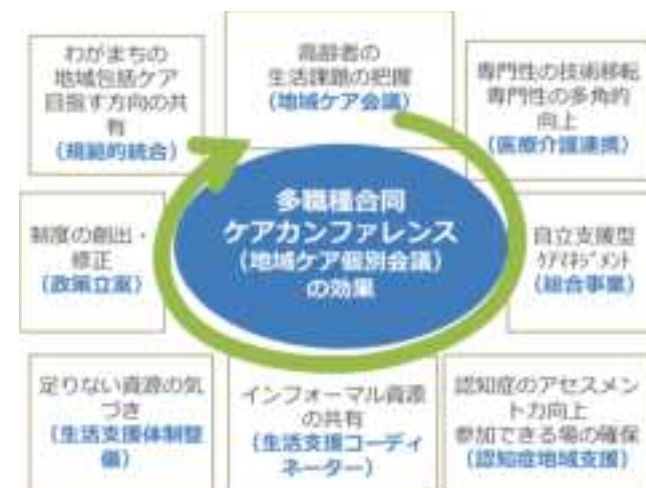 わがまちの
地域包括ケア
目指す方向の共
有
(規範的統合)
高齢者の
生活課題の把握
(地域ケア会議)
専門性の技術移転
専門性の多角的
向上
(医療介護連携)
制度の創出・
修正
(政策立案)
多職種合同
ケアカンファレンス
(地域ケア個別会議)
の効果
自立支援型
ケアマネジメント
(総合事業)
足りない資源の気
づき
(生活支援体制整
備)
インフォーマル資源
の共有
(生活支援コーディ
ネーター)
認知症のアセスメン
ト力向上
参加できる場の確保
(認知症地域支援)